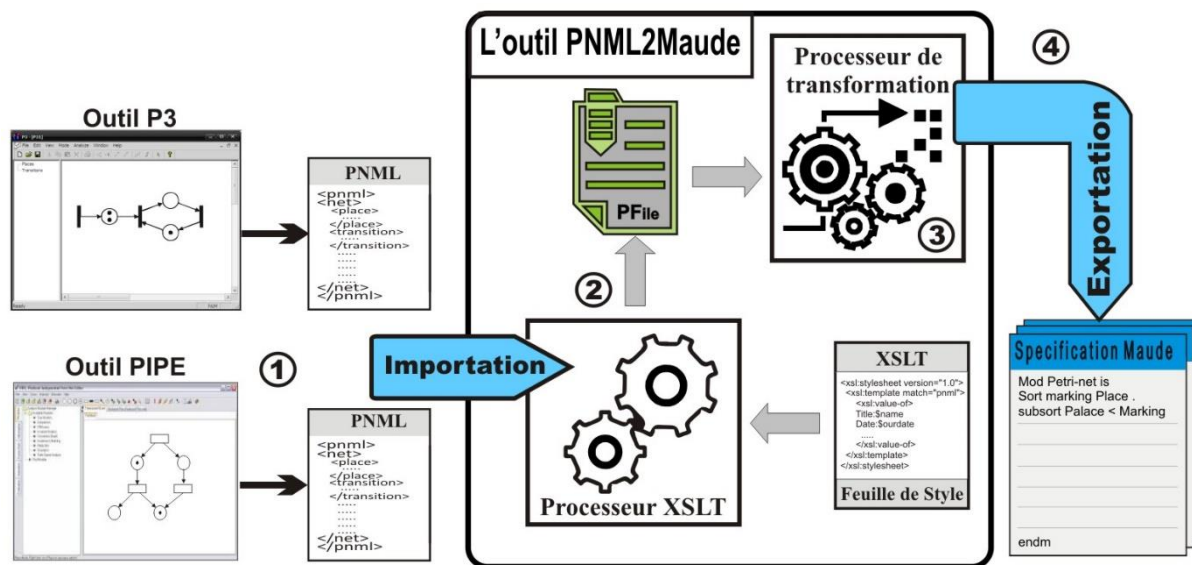 L'outil PNML2Maude
Processeur de
transformation
④
Outil P3
PNML
<pnml>
<net>
<place>
.....
</place>
<transition>
.....
</transition>
.....
.....
.....
.....
</net>
</pnml>
PFile
③
②
Exportation
Outil PIPE
①
Importation
PNML
<pnml>
<net>
<place>
.....
</place>
<transition>
.....
</transition>
.....
.....
.....
.....
</net>
</pnml>
Processeur XSLT
XSLT
<xsl:stylesheet version="1.0">
<xsl:template match="pnml">
<xsl:value-of>
Title:$name
Date:$ourdate
.....
</xsl:value-of>
</xsl:template>
</xsl:stylesheet>
Feuille de Style
Specification Maude
Mod Petri-net is
Sort marking Place .
subsort Palace < Marking
endm